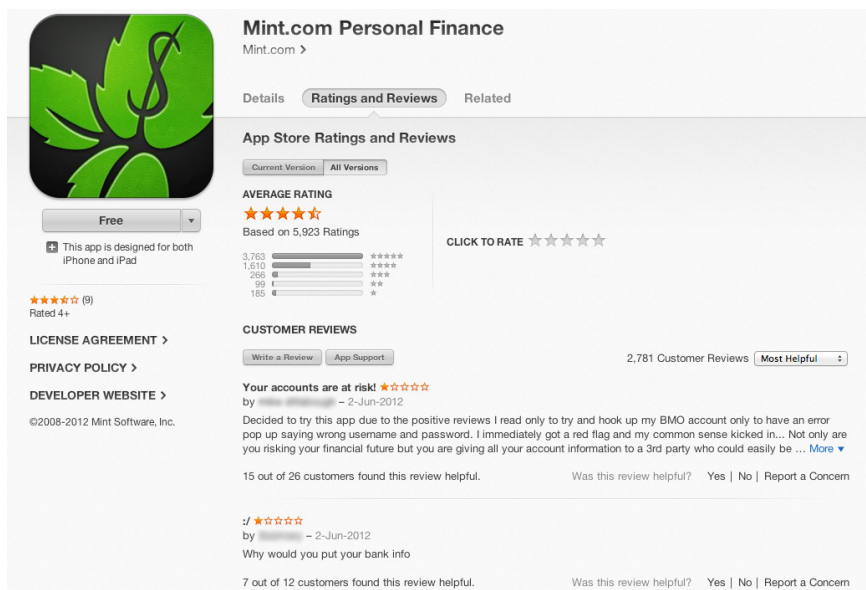 Mint.com Personal Finance
Mint.com >
Details Ratings and Reviews Related
App Store Ratings and Reviews
Current Version All Versions
AVERAGE RATING
Based on 5,923 Ratings
3,763
1,610
266
99
185
CLICK TO RATE
Free
This app is designed for both
iPhone and iPad
(9)
Rated 4+
LICENSE AGREEMENT >
PRIVACY POLICY >
DEVELOPER WEBSITE >
©2008-2012 Mint Software, Inc.
CUSTOMER REVIEWS
Write a Review App Support
2,781 Customer Reviews Most Helpful
Your accounts are at risk!
by – 2-Jun-2012
Decided to try this app due to the positive reviews I read only to try and hook up my BMO account only to have an error
pop up saying wrong username and password. I immediately got a red flag and my common sense kicked in... Not only are
you risking your financial future but you are giving all your account information to a 3rd party who could easily be ... More
15 out of 26 customers found this review helpful. Was this review helpful? Yes | No | Report a Concern
:/
by – 2-Jun-2012
Why would you put your bank info
7 out of 12 customers found this review helpful. Was this review helpful? Yes | No | Report a Concern